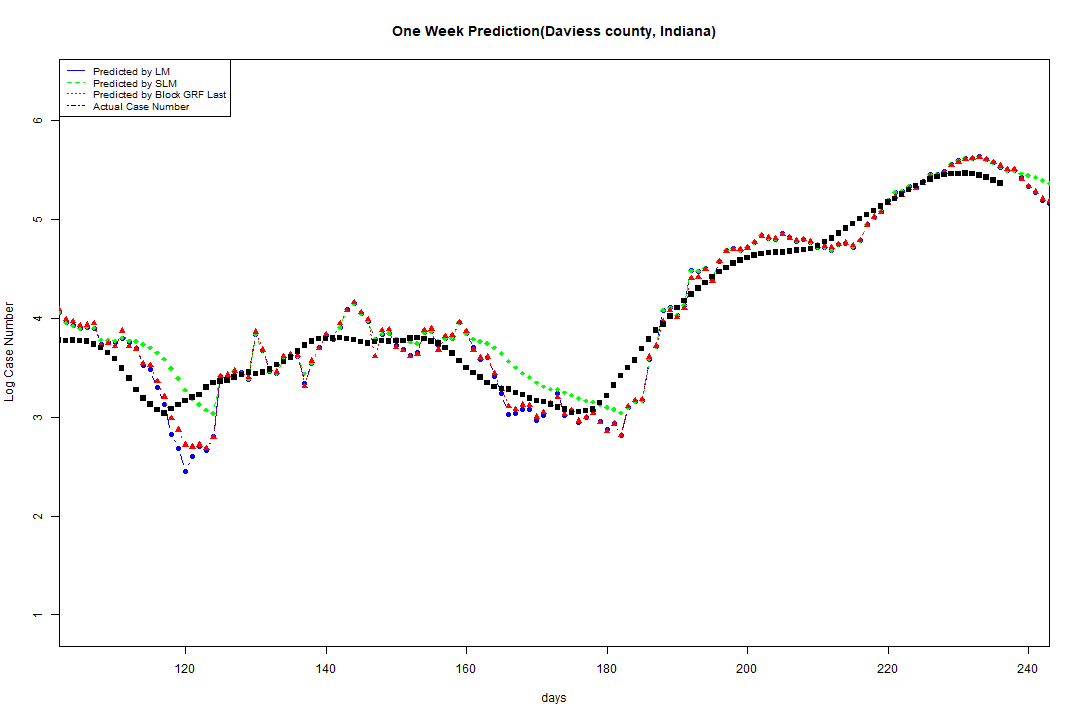 One Week Prediction(Daviess county, Indiana)
Predicted by LM
Predicted by SLM
Predicted by Block GRF Last
Actual Case Number
6
5
4
3
2
1
Log Case Number
120 140 160 180 200 220 240
days